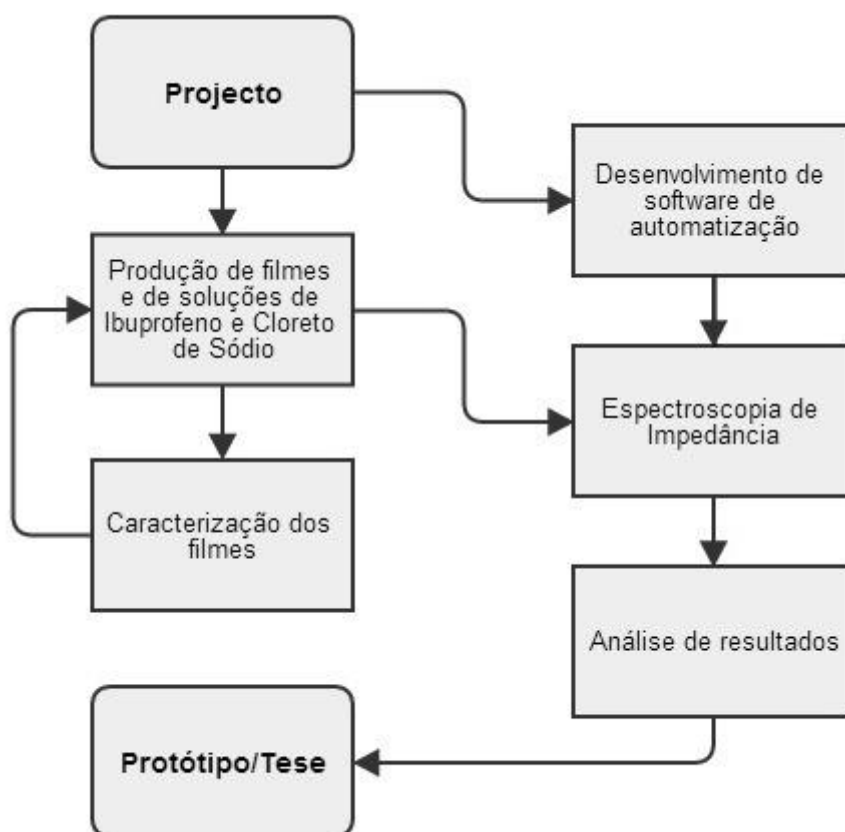 Projecto
Desenvolvimento de
software de
automatização
Produção de filmes
e de soluções de
Ibuprofeno e Cloreto
de Sódio
Espectroscopia de
Impedância
Caracterização dos
filmes
Análise de resultados
Protótipo/Tese